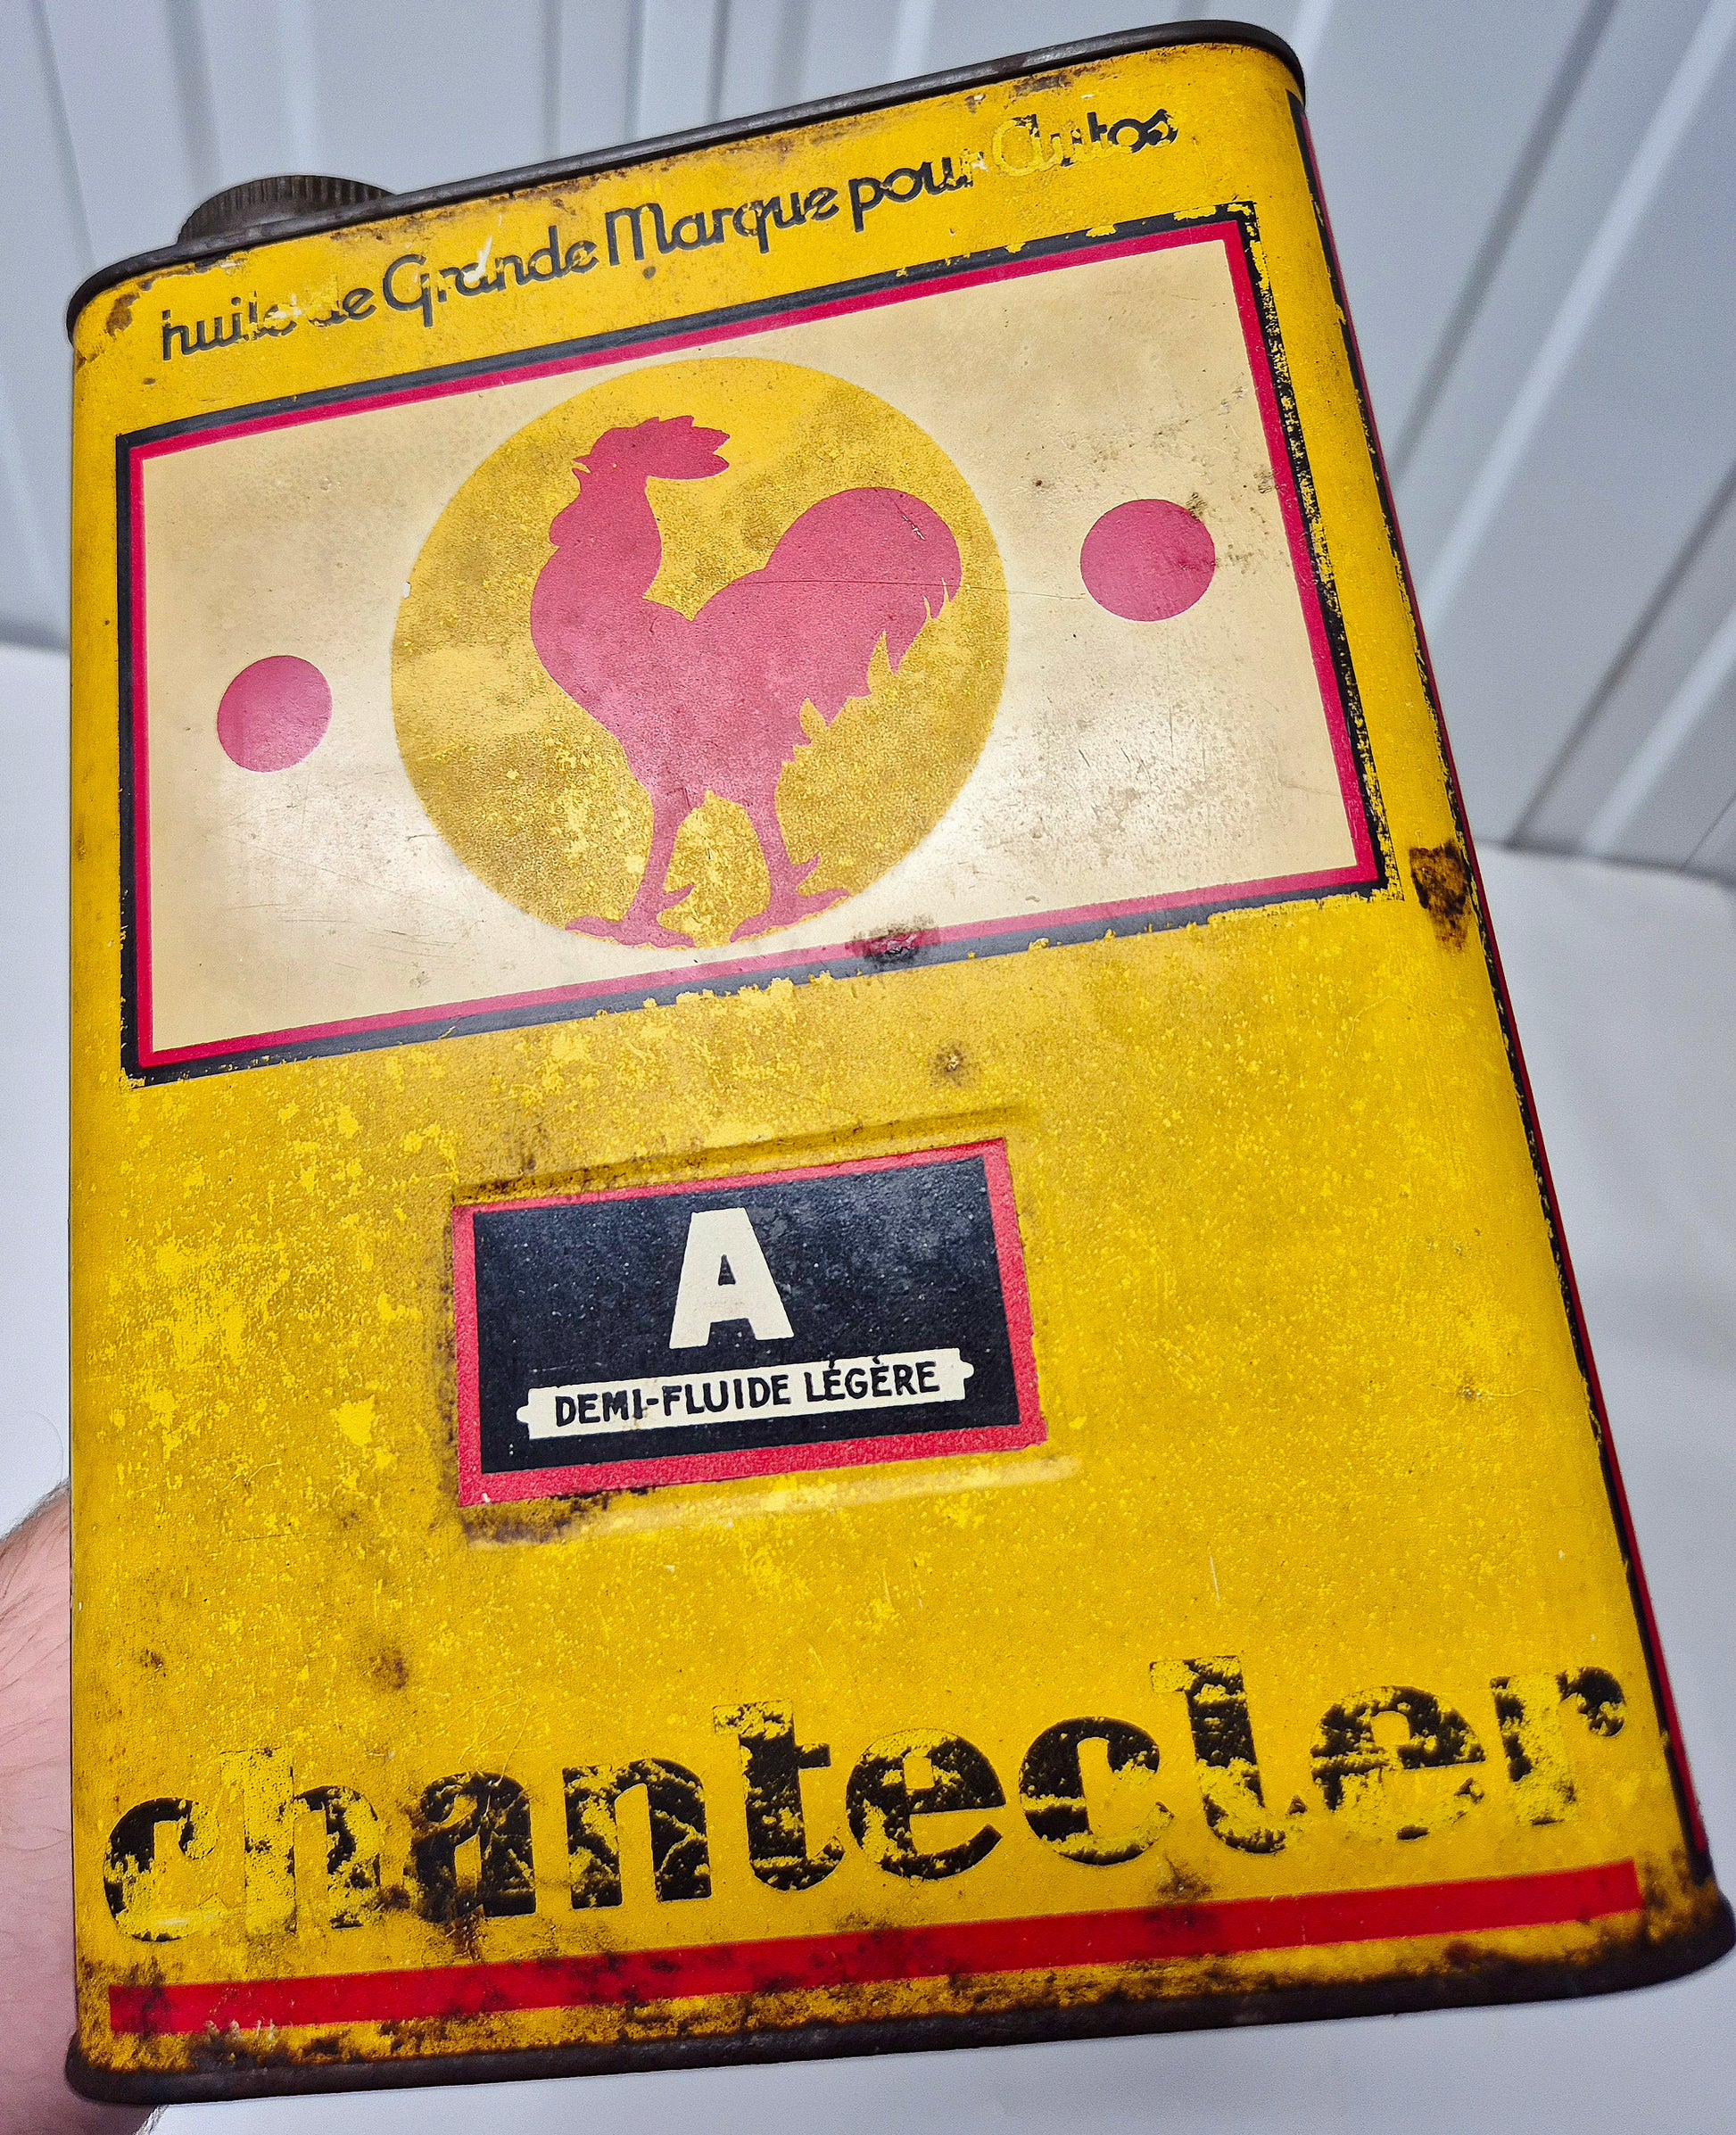 huile de Grande Marque pour Autos
A
DEMI-FLUIDE LÉGÈRE
chantecler